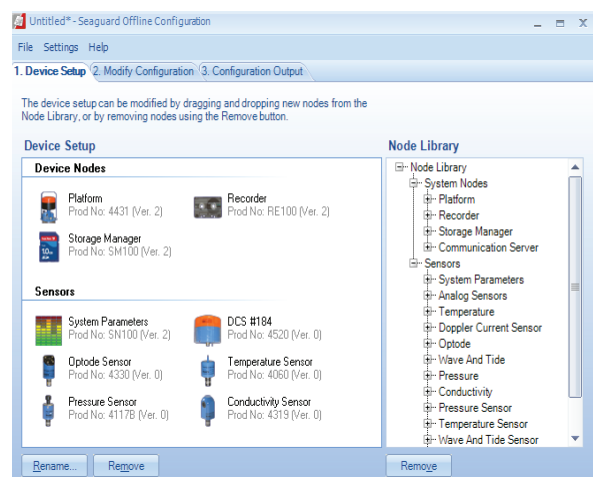 Untitled* - Seaguard Offline Configuration
File Settings Help
1. Device Setup 2. Modify Configuration 3. Configuration Output
The device setup can be modified by dragging and dropping new nodes from the
Node Library, or by removing nodes using the Remove button.
Device Setup
Device Nodes
Platform
Prod No: 4431 (Ver. 2)
Recorder
Prod No: RE100 (Ver. 2)
Storage Manager
Prod No: SM100 (Ver. 2)
Sensors
System Parameters
Prod No: SN100 (Ver. 2)
DCS #184
Prod No: 4520 (Ver. 0)
Optode Sensor
Prod No: 4330 (Ver. 0)
Temperature Sensor
Prod No: 4060 (Ver. 0)
Pressure Sensor
Prod No: 4117B (Ver. 0)
Conductivity Sensor
Prod No: 4319 (Ver. 0)
Rename... Remove
Node Library
Node Library
System Nodes
Platform
Recorder
Storage Manager
Communication Server
Sensors
System Parameters
Analog Sensors
Temperature
Doppler Current Sensor
Optode
Wave And Tide
Pressure
Conductivity
Pressure Sensor
Temperature Sensor
Wave And Tide Sensor
Remove